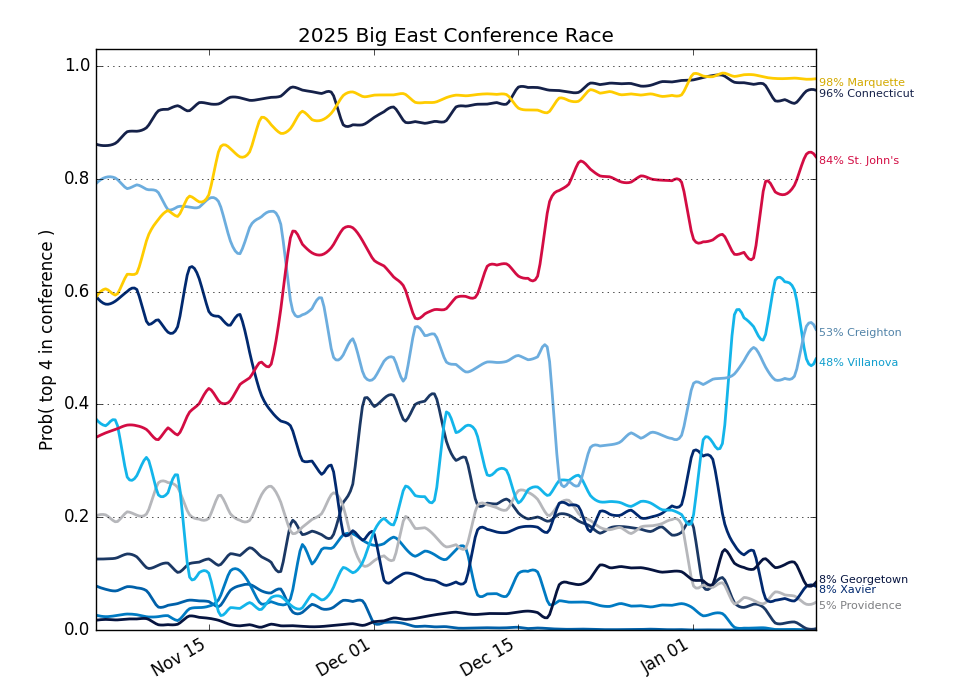 2025 Big East Conference Race
Prob( top 4 in conference )
1.0
0.8
0.6
0.4
0.2
0.0
Nov 15
Dec 01
Dec 15
Jan 01
98% Marquette
96% Connecticut
84% St. John's
53% Creighton
48% Villanova
8% Georgetown
8% Xavier
5% Providence